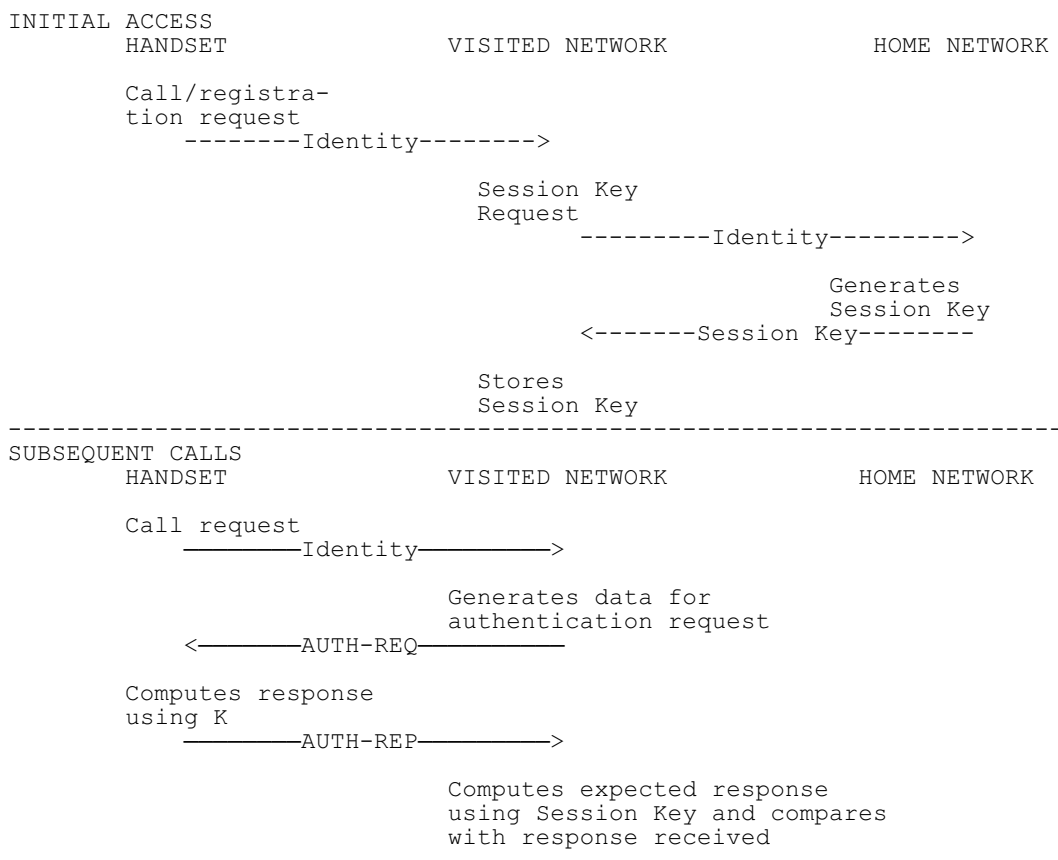 INITIAL ACCESS
HANDSET VISITED NETWORK HOME NETWORK
Call/registra-
tion request
--------Identity-------->
Session Key
Request
---------Identity--------->
Generates
Session Key
<-------Session Key--------
Stores
Session Key
------------------------------------------------------------------------
SUBSEQUENT CALLS
HANDSET VISITED NETWORK HOME NETWORK
Call request
————————Identity—————————>
Generates data for
authentication request
<———————AUTH-REQ——————————
Computes response
using K
————————AUTH-REP—————————>
Computes expected response
using Session Key and compares
with response received